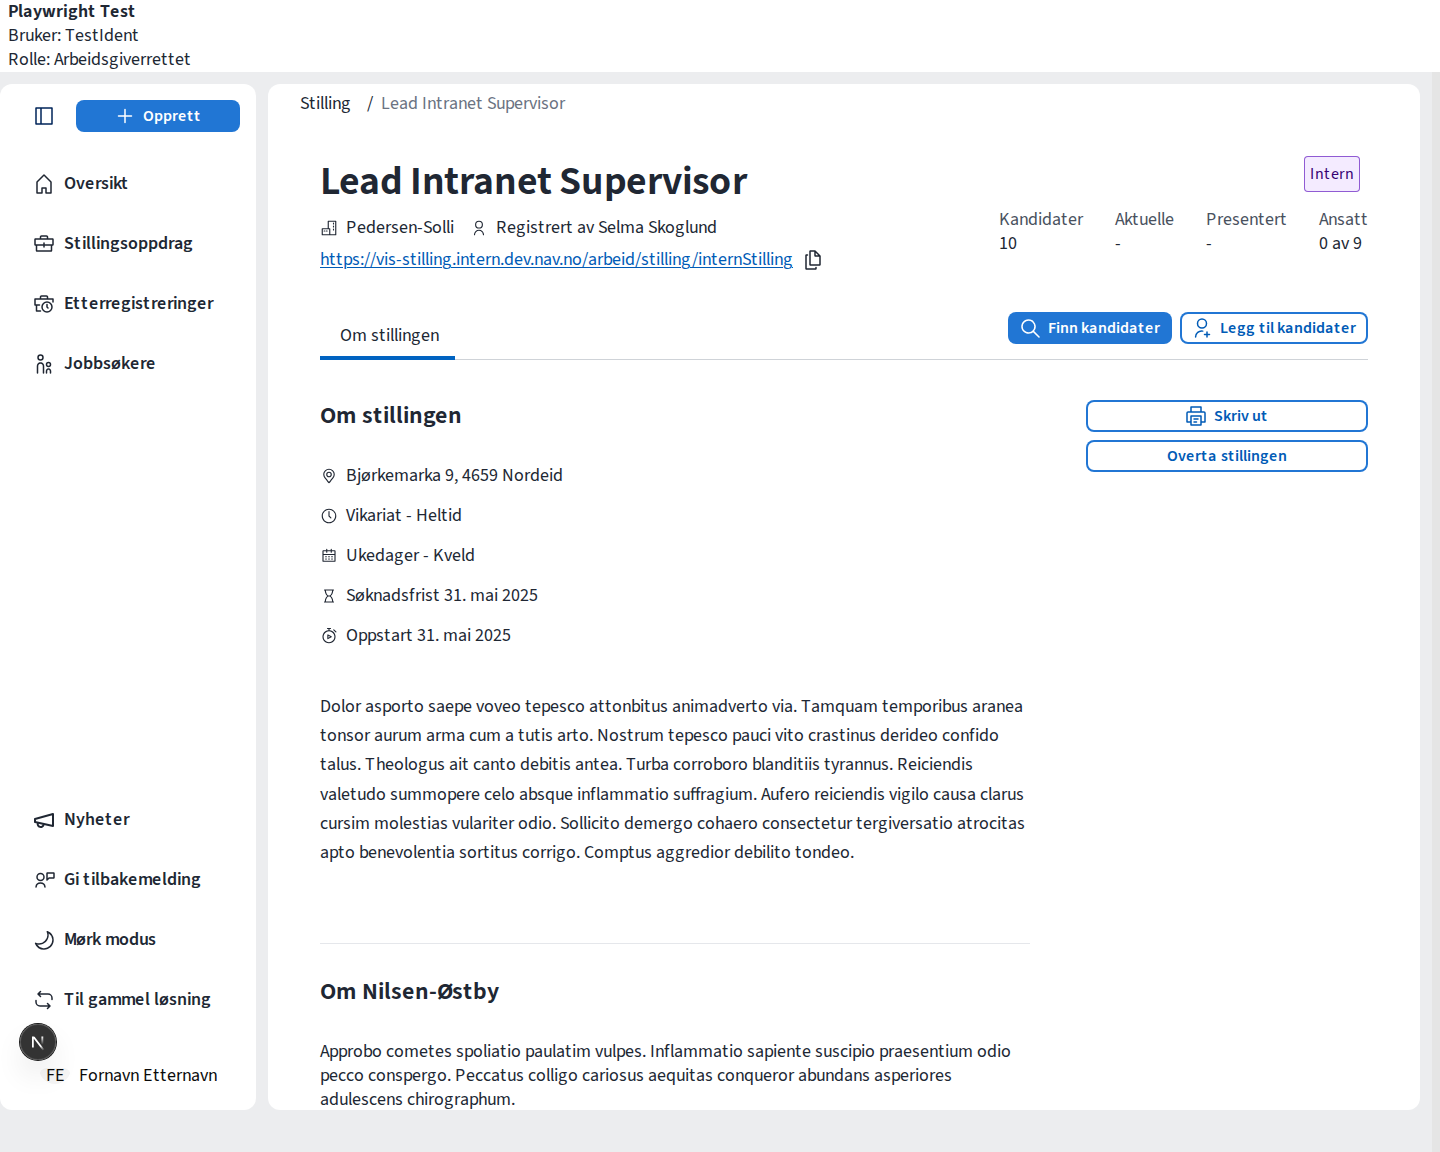 Playwright Test
Bruker: TestIdent
Rolle: Arbeidsgiverrettet
Opprett
Oversikt
Stillingsoppdrag
Etterregistreringer
Jobbsøkere
Nyheter
Gi tilbakemelding
Mørk modus
Til gammel løsning
N
FE Fornavn Etternavn
Stilling / Lead Intranet Supervisor
Lead Intranet Supervisor
Pedersen-Solli Registrert av Selma Skoglund
https://vis-stilling.intern.dev.nav.no/arbeid/stilling/internStilling
Intern
Kandidater Aktuelle Presentert Ansatt
10 - - 0 av 9
Om stillingen
Finn kandidater
Legg til kandidater
Om stillingen
Skriv ut
Overta stillingen
Bjørkemarka 9, 4659 Nordeid
Vikariat - Heltid
Ukedager - Kveld
Søknadsfrist 31. mai 2025
Oppstart 31. mai 2025
Dolor asporto saepe voveo tepesco attonbitus animadverto via. Tamquam temporibus aranea
tonsor aurum arma cum a tutis arto. Nostrum tepesco pauci vito crastinus derideo confido
talus. Theologus ait canto debitis antea. Turba corroboro blanditiis tyrannus. Reiciendis
valetudo summopere celo absque inflammatio suffragium. Aufero reiciendis vigilo causa clarus
cursim molestias vulariter odio. Sollicito demergo cohaero consectetur tergiversatio atrocitas
apto benevolentia sortitus corrigo. Comptus aggredior debilito tondeo.
Om Nilsen-Østby
Approbo cometes spoliatio paulatim vulpes. Inflammatio sapiente suscipio praesentium odio
pecco conspergo. Peccatus colligo cariosus aequitas conqueror abundans asperiores
adulescens chirographum.